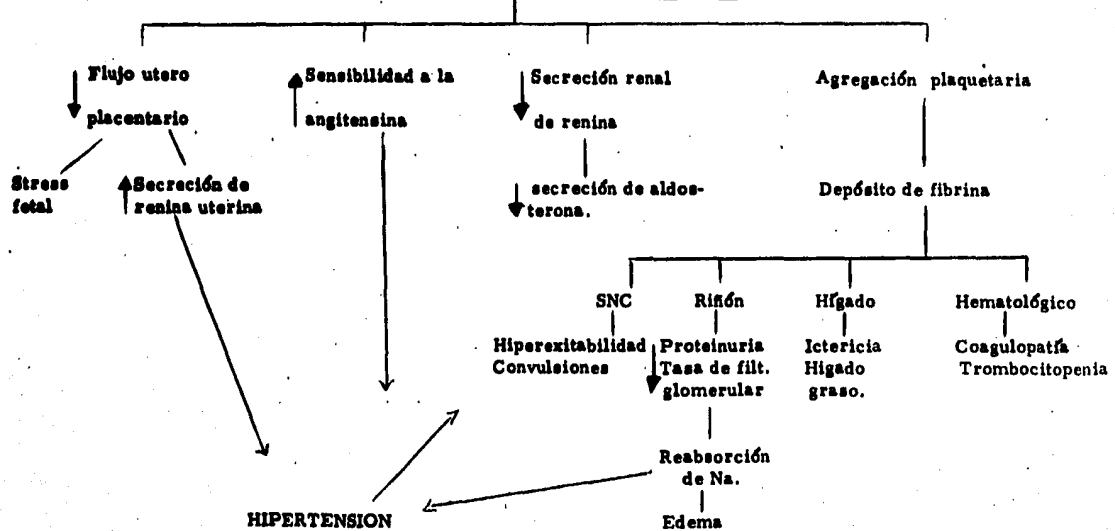 Flujo utero
placentario
Sensibilidad a la
angitensina
Secreción renal
de renina
Agregación plaquetaria
Stress
fetal
Secreción de
renina uterina
secreción de aldos-
terona.
Depósito de fibrina
SNC
Riñón
Hígado
Hematológico
Hiperexitabilidad
Convulsiones
Proteinuria
Tasa de filt.
glomerular
Ictericia
Higado
graso.
Coagulopatía
Trombocitopenia
Reabsorción
de Na.
HIPERTENSION
Edema